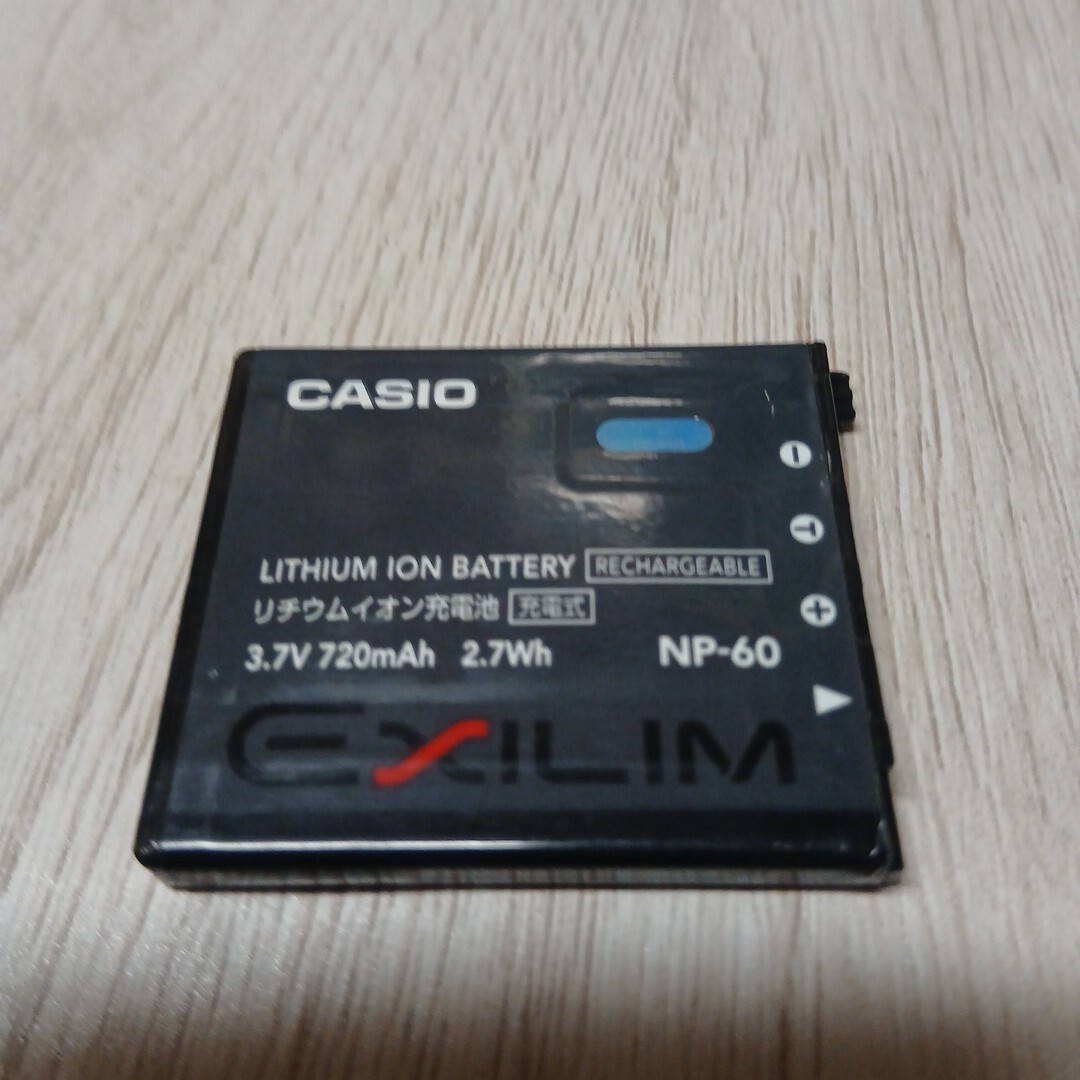 CASIO
LITHIUM ION BATTERY RECHARGEABLE
リチウムイオン充電池 充電式
3.7V 720mAh 2.7Wh NP-60
EXILIM
−
T
+